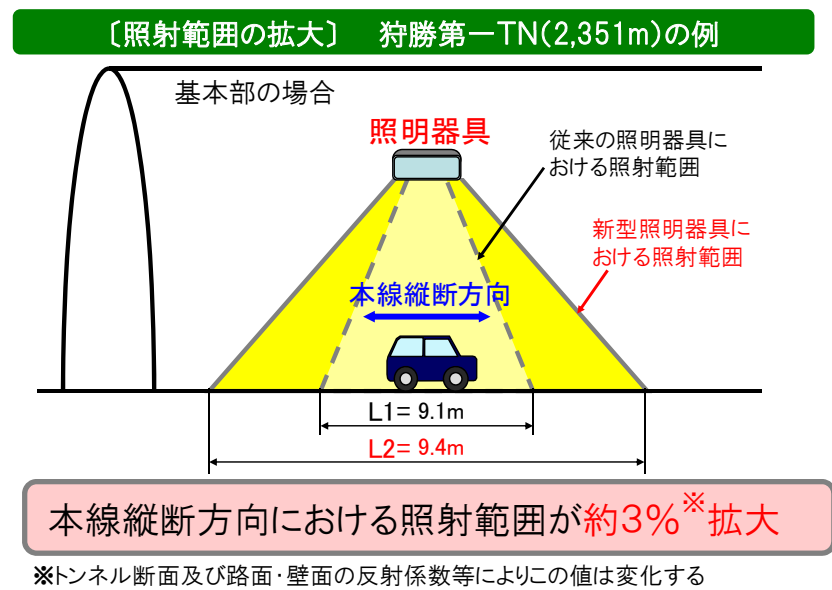 〔照射範囲の拡大〕　狩勝第一TN(2,351m)の例
基本部の場合
照明器具
従来の照明器具に
おける照射範囲
新型照明器具に
おける照射範囲
本線縦断方向
L1= 9.1m
L2= 9.4m
本線縦断方向における照射範囲が約3%※拡大
※トンネル断面及び路面・壁面の反射係数等によりこの値は変化する